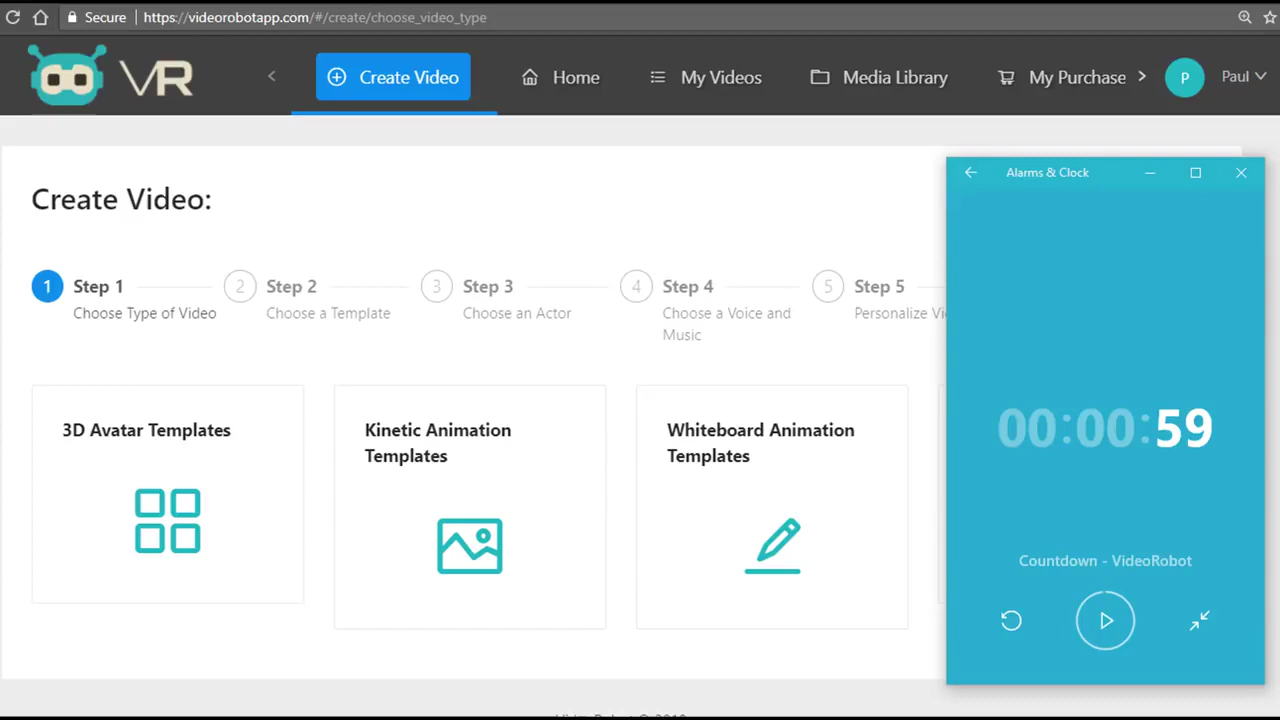 Secure https://videorobotapp.com/#/create/choose_video_type
VR
Create Video
Home
My Videos
Media Library
My Purchase
P
Paul
Create Video:
1 Step 1
Choose Type of Video
2 Step 2
Choose a Template
3 Step 3
Choose an Actor
4 Step 4
Choose a Voice and
Music
5 Step 5
Personalize
3D Avatar Templates
Kinetic Animation
Templates
Whiteboard Animation
Templates
Alarms & Clock
00:00:59
Countdown - VideoRobot